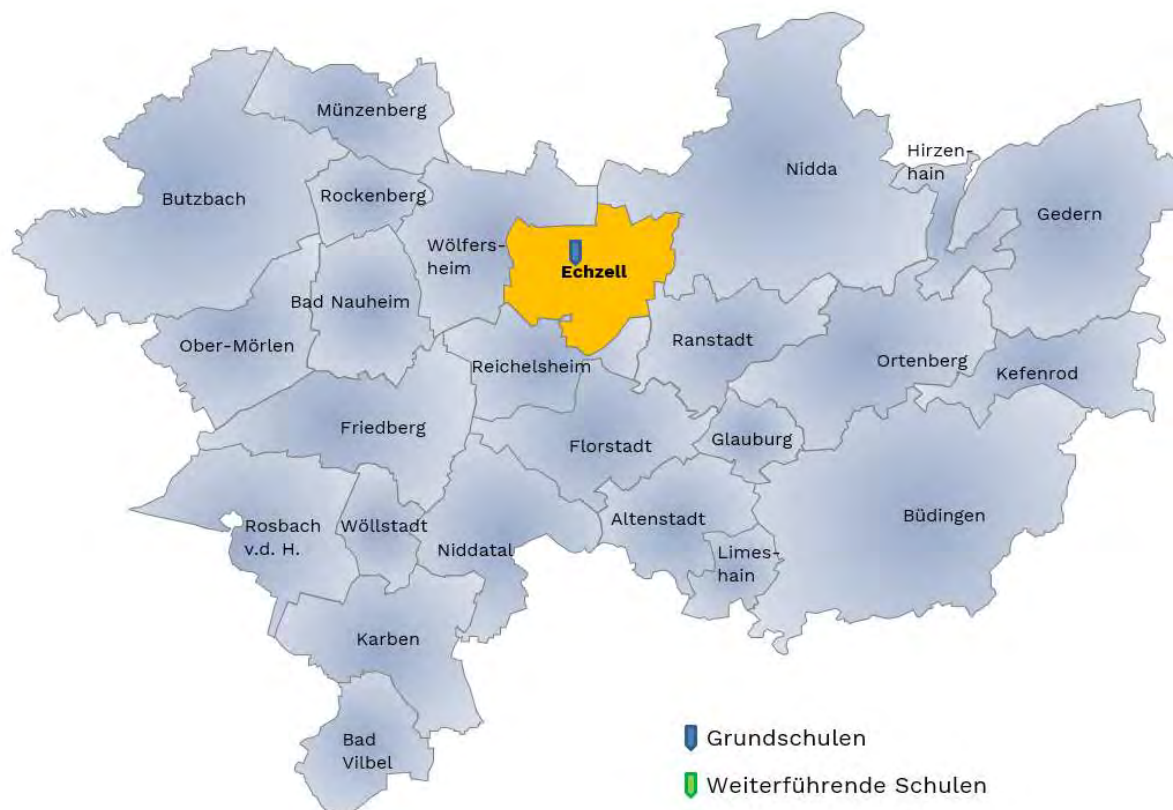 Münzenberg
Hirzen-
hain
Nidda
Butzbach
Rockenberg
Gedern
Wölfers-
heim
Echzell
Bad Nauheim
Ober-Mörlen
Ranstadt
Reichelsheim
Ortenberg
Kefenrod
Friedberg
Florstadt
Glauburg
Rosbach
v.d. H.
Wöllstadt
Niddatal
Altenstadt
Büdingen
Limes-
hain
Karben
Bad
Vilbel
Grundschulen
Weiterführende Schulen